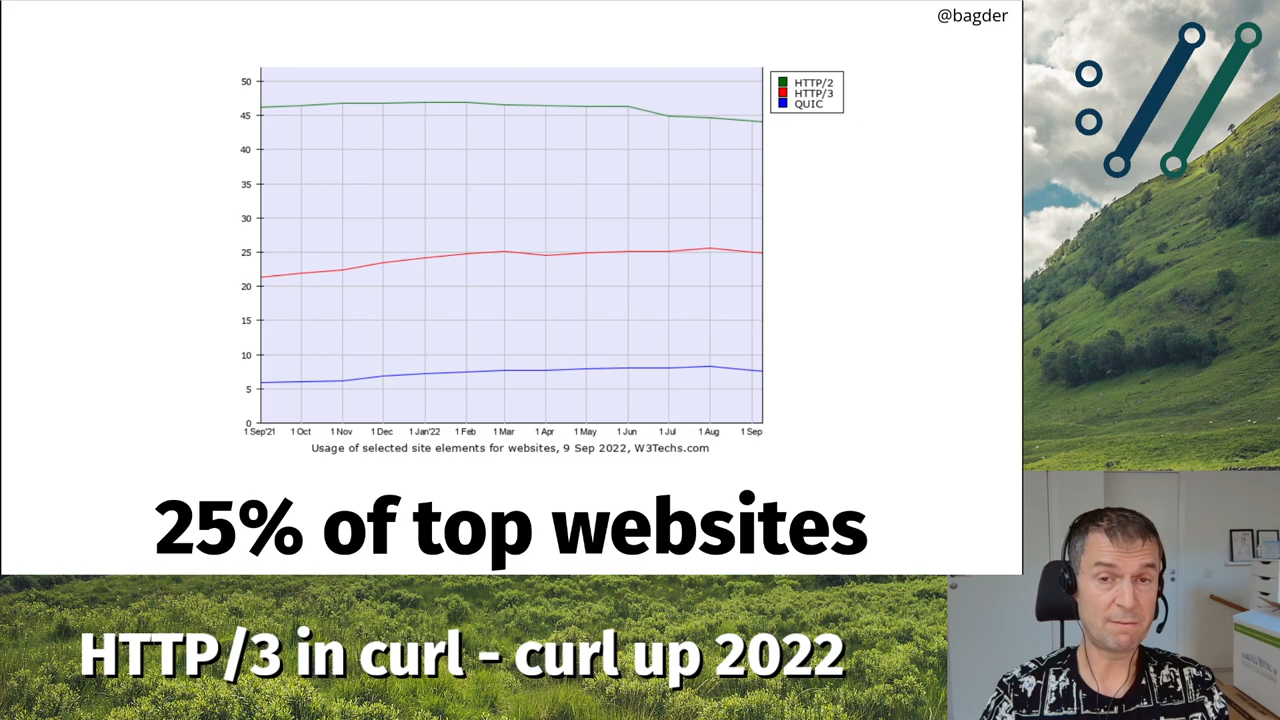 @bagder
50
45
40
35
30
25
20
15
10
5
0
HTTP/2
HTTP/3
QUIC
1 Sep'21 1 Oct 1 Nov 1 Dec 1 Jan'22 1 Feb 1 Mar 1 Apr 1 May 1 Jun 1 Jul 1 Aug 1 Sep
Usage of selected site elements for websites, 9 Sep 2022, W3Techs.com
25% of top websites
HTTP/3 in curl - curl up 2022